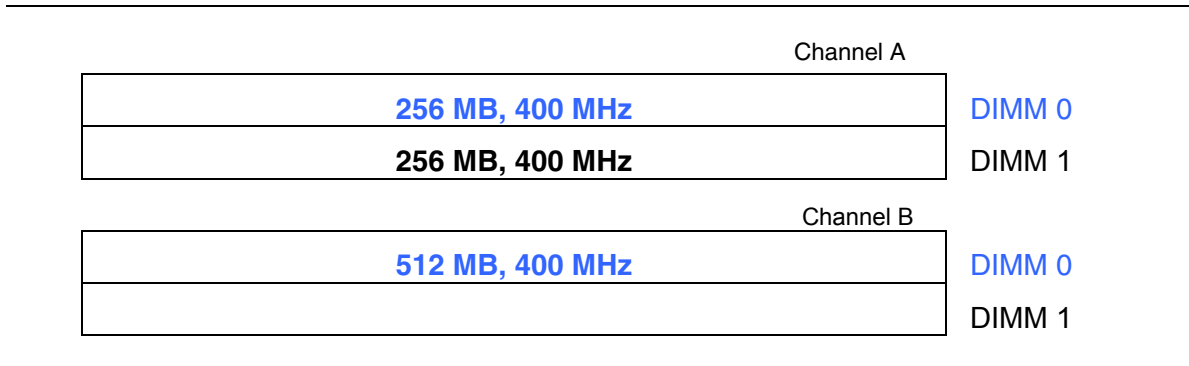 Channel A
256 MB, 400 MHz DIMM 0
256 MB, 400 MHz DIMM 1
Channel B
512 MB, 400 MHz DIMM 0
DIMM 1